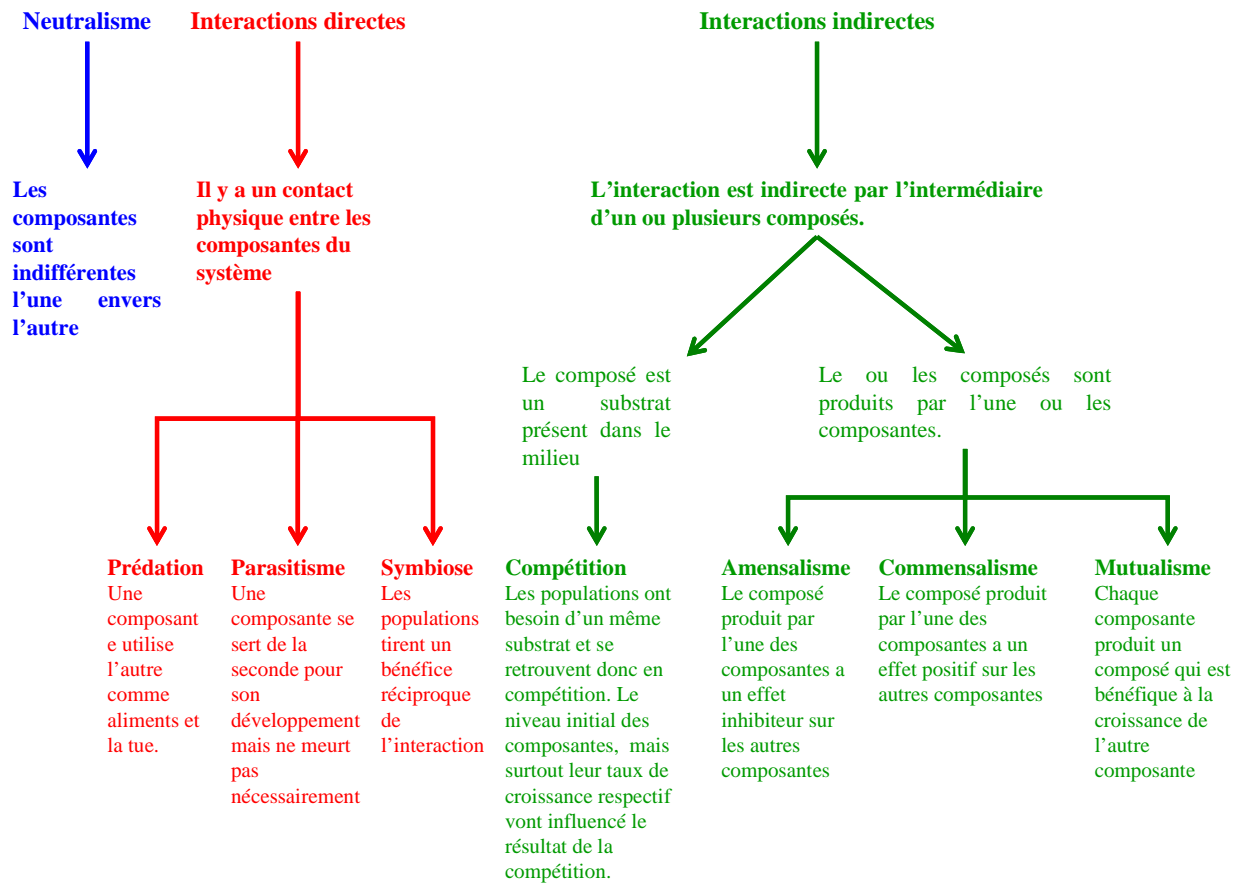 Neutralisme
Interactions directes
Interactions indirectes
Les
composantes
sont
indifférentes
l’une envers
l’autre
Il y a un contact
physique entre les
composantes du
système
L’interaction est indirecte par l’intermédiaire
d’un ou plusieurs composés.
Le composé est
un substrat
présent dans le
milieu
Le ou les composés sont
produits par l’une ou les
composantes.
Prédation
Une
composant
e utilise
l’autre
comme
aliments et
la tue.
Parasitisme
Une
composante se
sert de la
seconde pour
son
développement
mais ne meurt
pas
nécessairement
Symbiose
Les
populations
tirent un
bénéfice
réciproque
de
l’interaction
Compétition
Les populations ont
besoin d’un même
substrat et se
retrouvent donc en
compétition. Le
niveau initial des
composantes, mais
surtout leur taux de
croissance respectif
vont influencé le
résultat de la
compétition.
Amensalisme
Le composé
produit par
l’une des
composantes a
un effet
inhibiteur sur
les autres
composantes
Commensalisme
Le composé produit
par l’une des
composantes a un
effet positif sur les
autres composantes
Mutualisme
Chaque
composante
produit un
composé qui est
bénéfique à la
croissance de
l’autre
composante